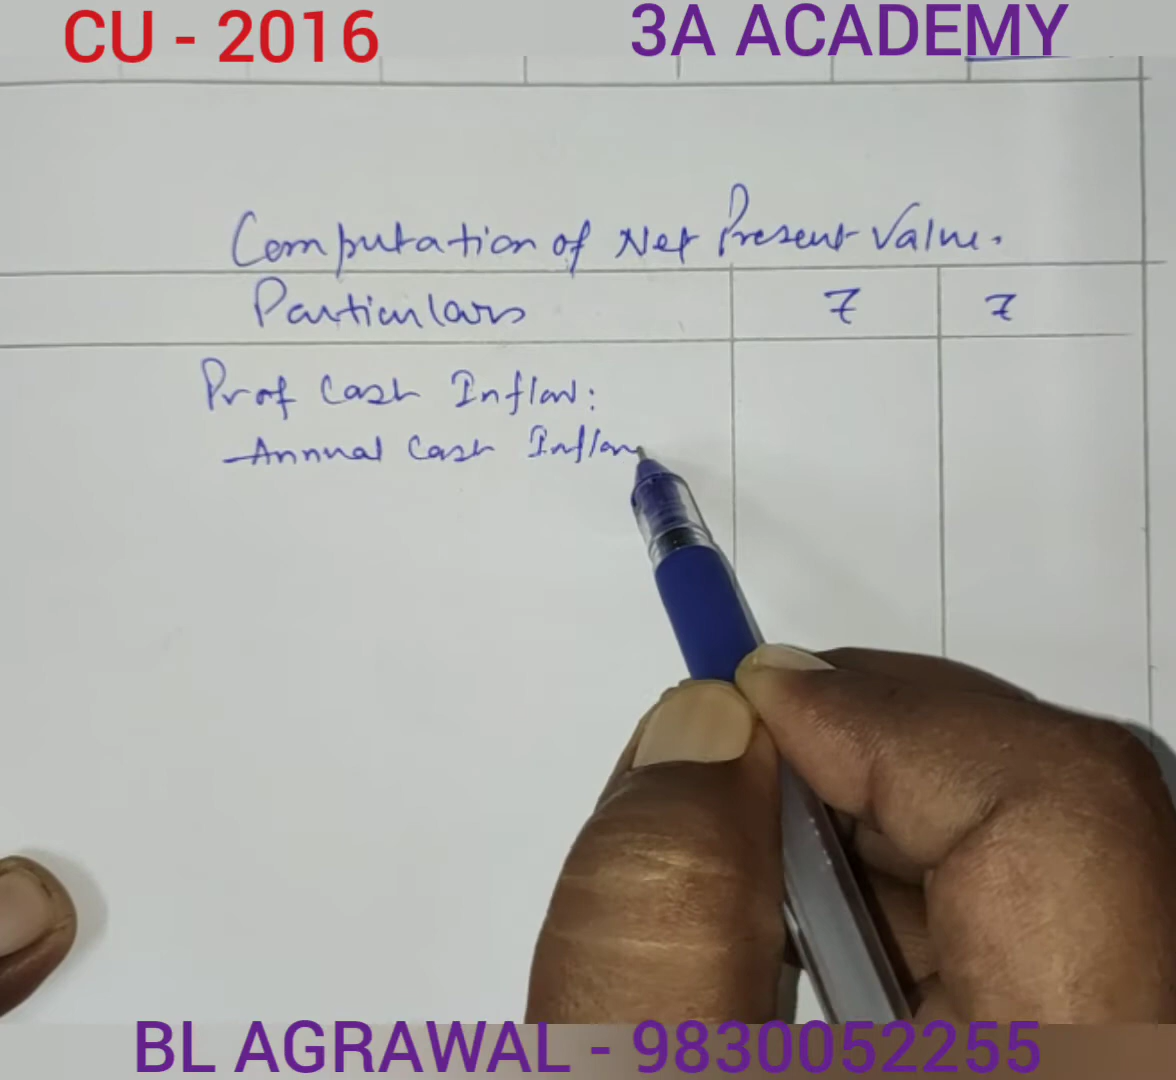 CU - 2016 3A ACADEMY
Computation of Net Present Value.
Particulars ₹ ₹
PV of Cash Inflow:
Annual Cash Inflow
BL AGRAWAL - 9830052255